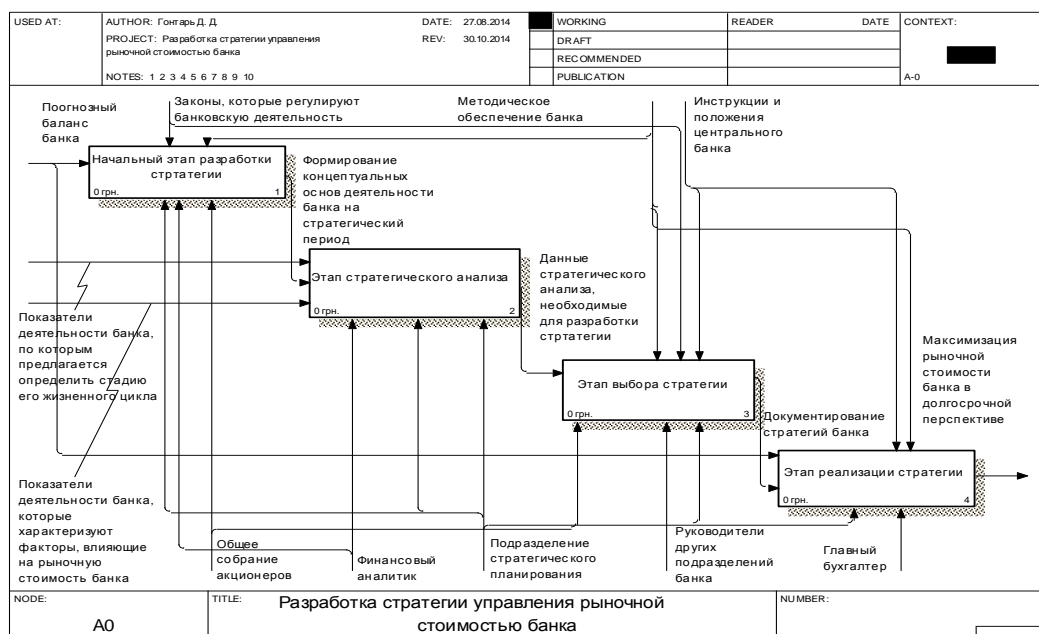 USED AT:
AUTHOR: Гонтарь Д. Д.
DATE: 27.08.2014
PROJECT: Разработка стратегии управления
рыночной стоимостью банка
REV: 30.10.2014
NOTES: 1 2 3 4 5 6 7 8 9 10
WORKING
DRAFT
RECOMMENDED
PUBLICATION
READER
DATE
CONTEXT:
A-0
Поогнозный
баланс
банка
Законы, которые регулируют
банковскую деятельность
Методическое
обеспечение банка
Инструкции и
положения
центрального
банка
Начальный этап разработки
стртатегии
0 грн.
1
Формирование
концептуальных
основ деятельности
банка на
стратегический
период
Этап стратегического анализа
0 грн.
2
Данные
стратегического
анализа,
необходимые
для разработки
стртатегии
Показатели
деятельности банка,
по которым
предлагается
определить стадию
его жизненного цикла
Этап выбора стратегии
0 грн.
3
Максимизация
рыночной
стоимости
банка в
долгосрочной
перспективе
Документирование
стратегий банка
Этап реализации стратегии
0 грн.
4
Показатели
деятельности банка,
которые
характеризуют
факторы, влияющие
на рыночную
стоимость банка
Общее
собрание
акционеров
Финансовый
аналитик
Подразделение
стратегического
планирования
Руководители
других
подразделений
банка
Главный
бухгалтер
NODE:
A0
TITLE:
Разработка стратегии управления рыночной
стоимостью банка
NUMBER: